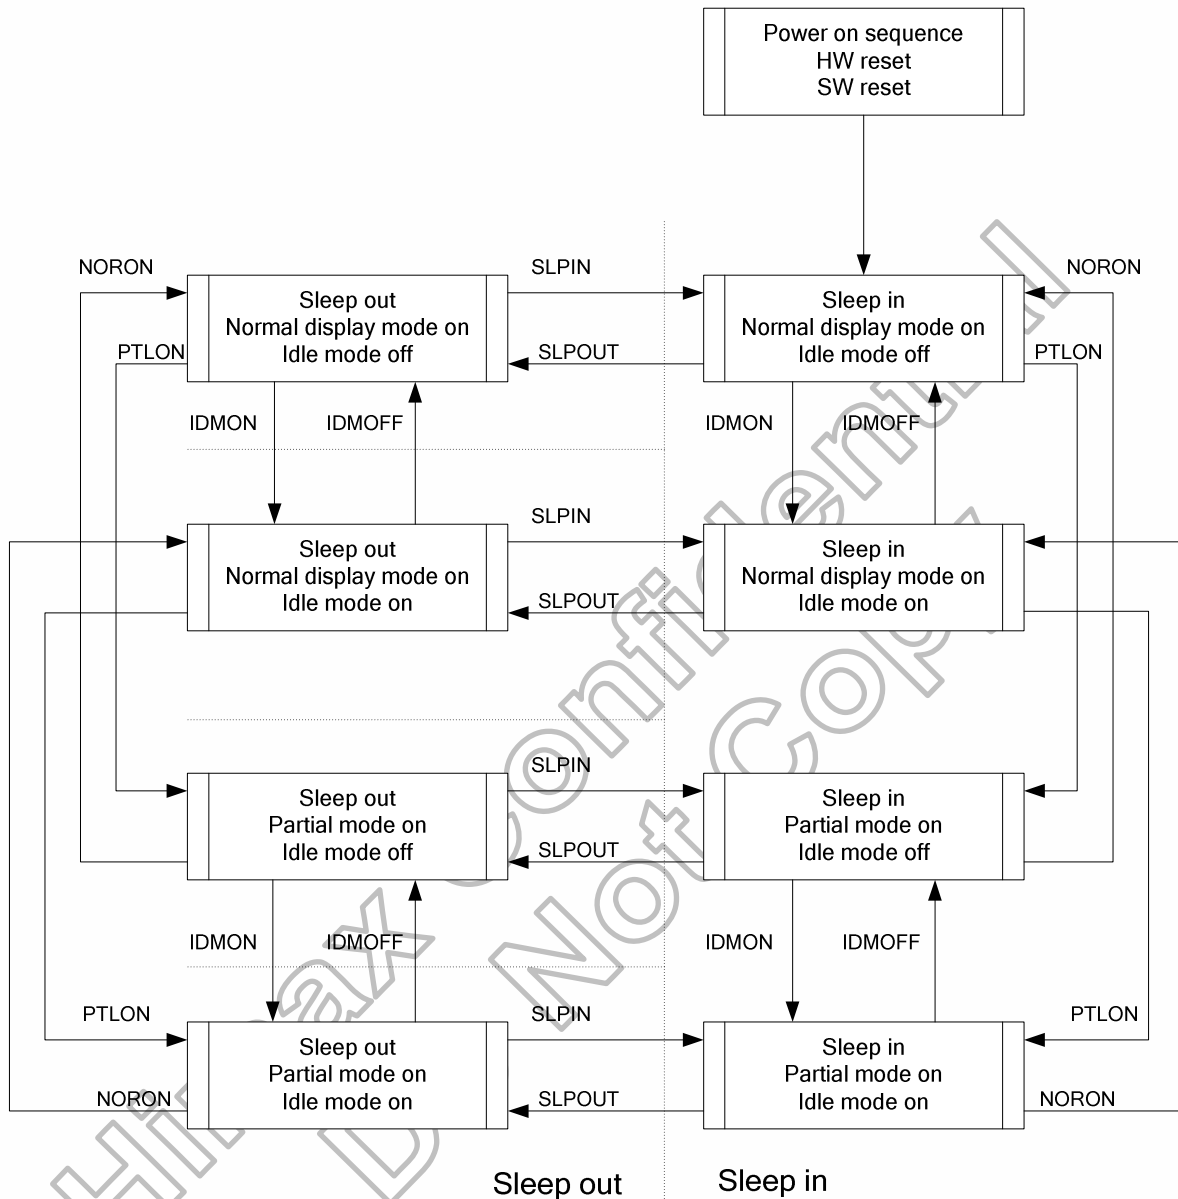 Power on sequence
HW reset
SW reset
NORON
SLPIN
NORON
Sleep out
Normal display mode on
Idle mode off
Sleep in
Normal display mode on
Idle mode off
PTLON
SLPOUT
PTLON
IDMON
IDMOFF
IDMON
IDMOFF
SLPIN
Sleep out
Normal display mode on
Idle mode on
Sleep in
Normal display mode on
Idle mode on
SLPOUT
SLPIN
Sleep out
Partial mode on
Idle mode off
Sleep in
Partial mode on
Idle mode off
SLPOUT
IDMON
IDMOFF
IDMON
IDMOFF
PTLON
SLPIN
PTLON
Sleep out
Partial mode on
Idle mode on
Sleep in
Partial mode on
Idle mode on
NORON
SLPOUT
NORON
Sleep out
Sleep in
Himax Confidential
Not Copy